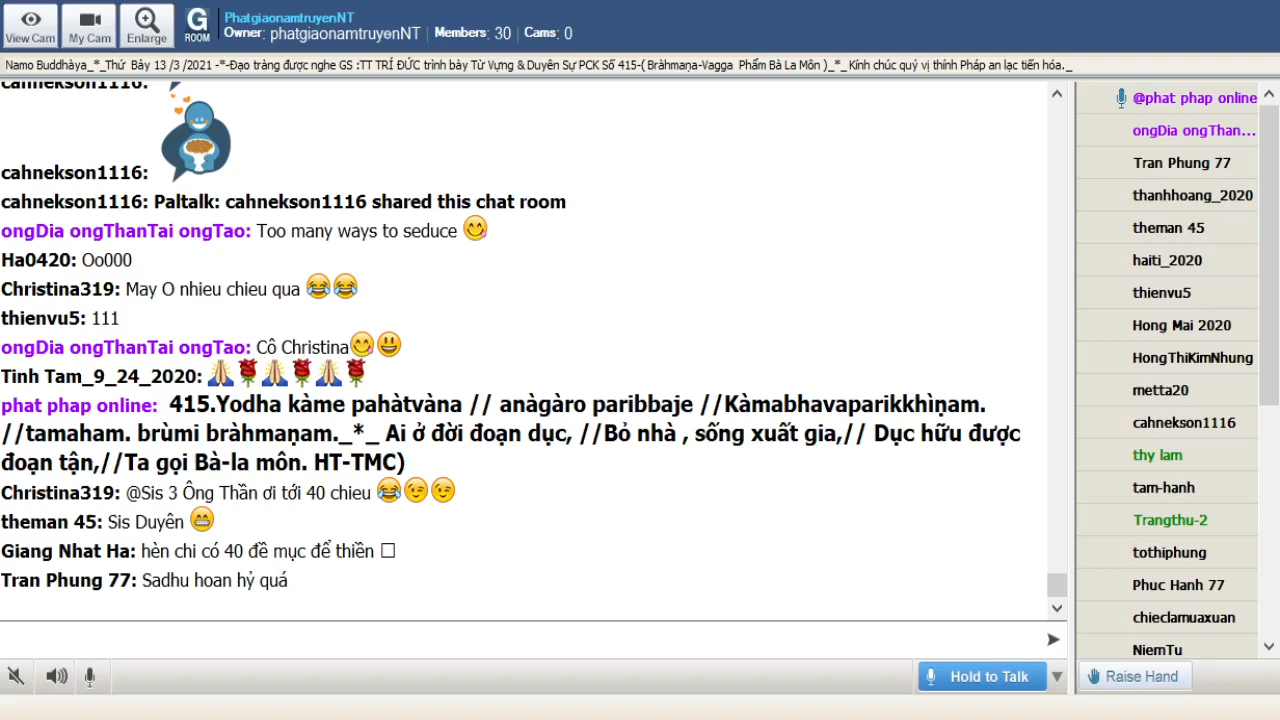 View Cam
My Cam
Enlarge
G
ROOM
PhatgiaonamtruyenNT
Owner: phatgiaonamtruyenNT | Members: 30 | Cams: 0
Namo Buddhàya_*_Thứ Bảy 13 /3 /2021 -*-Đạo tràng được nghe GS :TT TRÍ ĐỨC trình bày Từ Vựng & Duyên Sự PCK Số 415-( Bràhmaṇa-Vagga Phẩm Bà La Môn )_*_Kính chúc quý vị thính Pháp an lạc tiến hóa._
cahnekson1116:
cahnekson1116:
cahnekson1116: Paltalk: cahnekson1116 shared this chat room
ongDia ongThanTai ongTao: Too many ways to seduce 😋
Ha0420: Oo000
Christina319: May O nhieu chieu qua 😂😂
thienvu5: 111
ongDia ongThanTai ongTao: Cô Christina😋😃
Tinh Tam_9_24_2020: 🙏🌹🙏🌹🙏🌹
phat phap online: 415.Yodha kàme pahàtvàna // anàgàro paribbaje //Kàmabhavaparikkhìṇam.
//tamaham. brùmi bràhmaṇam._*_ Ai ở đời đoạn dục, //Bỏ nhà , sống xuất gia,// Dục hữu được
đoạn tận,//Ta gọi Bà-la môn. HT-TMC)
Christina319: @Sis 3 Ông Thần ơi tới 40 chieu 😂😉😉
theman 45: Sis Duyên 😁
Giang Nhat Ha: hèn chi có 40 đề mục để thiền □
Tran Phung 77: Sadhu hoan hỷ quá
Hold to Talk
@phat phap online
ongDia ongThan...
Tran Phung 77
thanhhoang_2020
theman 45
haiti_2020
thienvu5
Hong Mai 2020
HongThiKimNhung
metta20
cahnekson1116
thy lam
tam-hanh
Trangthu-2
tothiphung
Phuc Hanh 77
chieclamuaxuan
NiemTu
Raise Hand